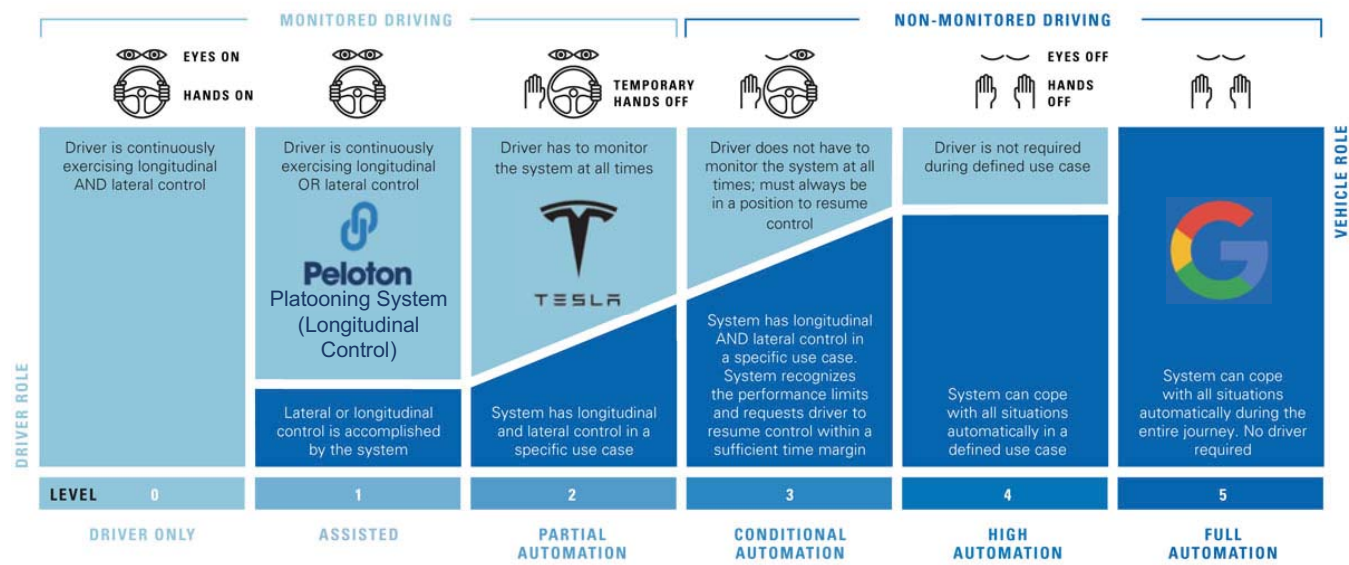 MONITORED DRIVING
NON-MONITORED DRIVING
EYES ON
HANDS ON
TEMPORARY
HANDS OFF
EYES OFF
HANDS
OFF
Driver is continuously
exercising longitudinal
AND lateral control
Driver is continuously
exercising longitudinal
OR lateral control
Peloton
Platooning System
(Longitudinal
Control)
Lateral or longitudinal
control is accomplished
by the system
Driver has to monitor
the system at all times
TESLA
System has longitudinal
and lateral control in a
specific use case
Driver does not have to
monitor the system at all
times; must always be
in a position to resume
control
System has longitudinal
AND lateral control in
a specific use case.
System recognizes
the performance limits
and requests driver to
resume control within a
sufficient time margin
Driver is not required
during defined use case
System can cope
with all situations
automatically in a
defined use case
G
System can cope
with all situations
automatically during the
entire journey. No driver
required
DRIVER ROLE
VEHICLE ROLE
LEVEL 0 1 2 3 4 5
DRIVER ONLY
ASSISTED
PARTIAL
AUTOMATION
CONDITIONAL
AUTOMATION
HIGH
AUTOMATION
FULL
AUTOMATION